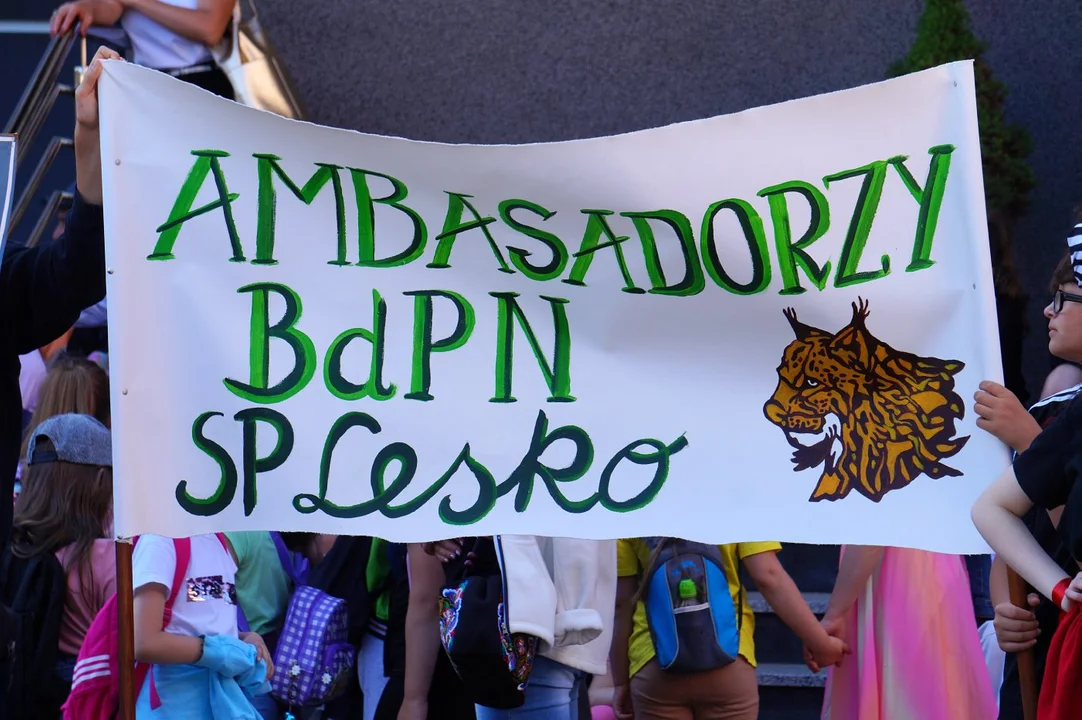 AMBASADORZY
BdPN
SP Lesko